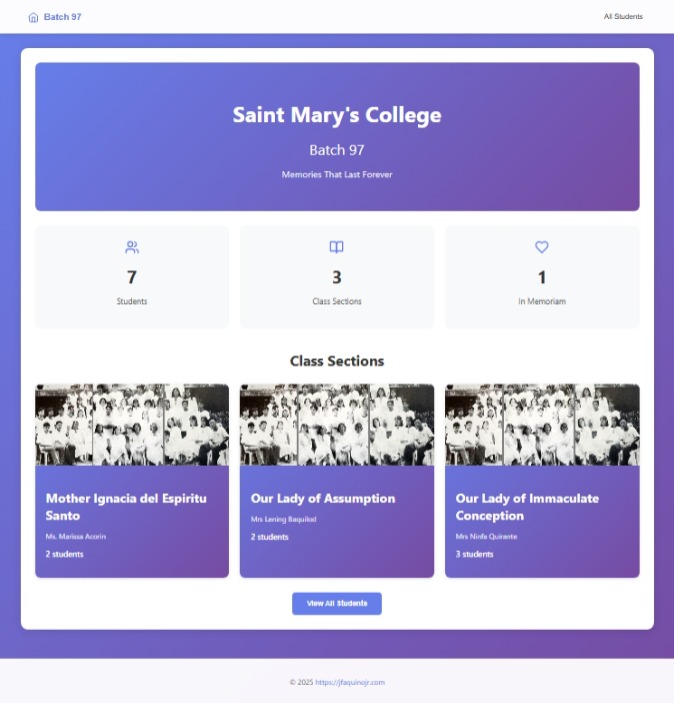 Batch 97
All Students
Saint Mary's College
Batch 97
Memories That Last Forever
7
Students
3
Class Sections
1
In Memoriam
Class Sections
Mother Ignacia del Espiritu
Santo
Ms. Marissa Acorin
2 students
Our Lady of Assumption
Mrs Lening Baquilod
2 students
Our Lady of Immaculate
Conception
Mrs Ninfa Quirante
3 students
View All Students
© 2025 https://jfaquinojr.com